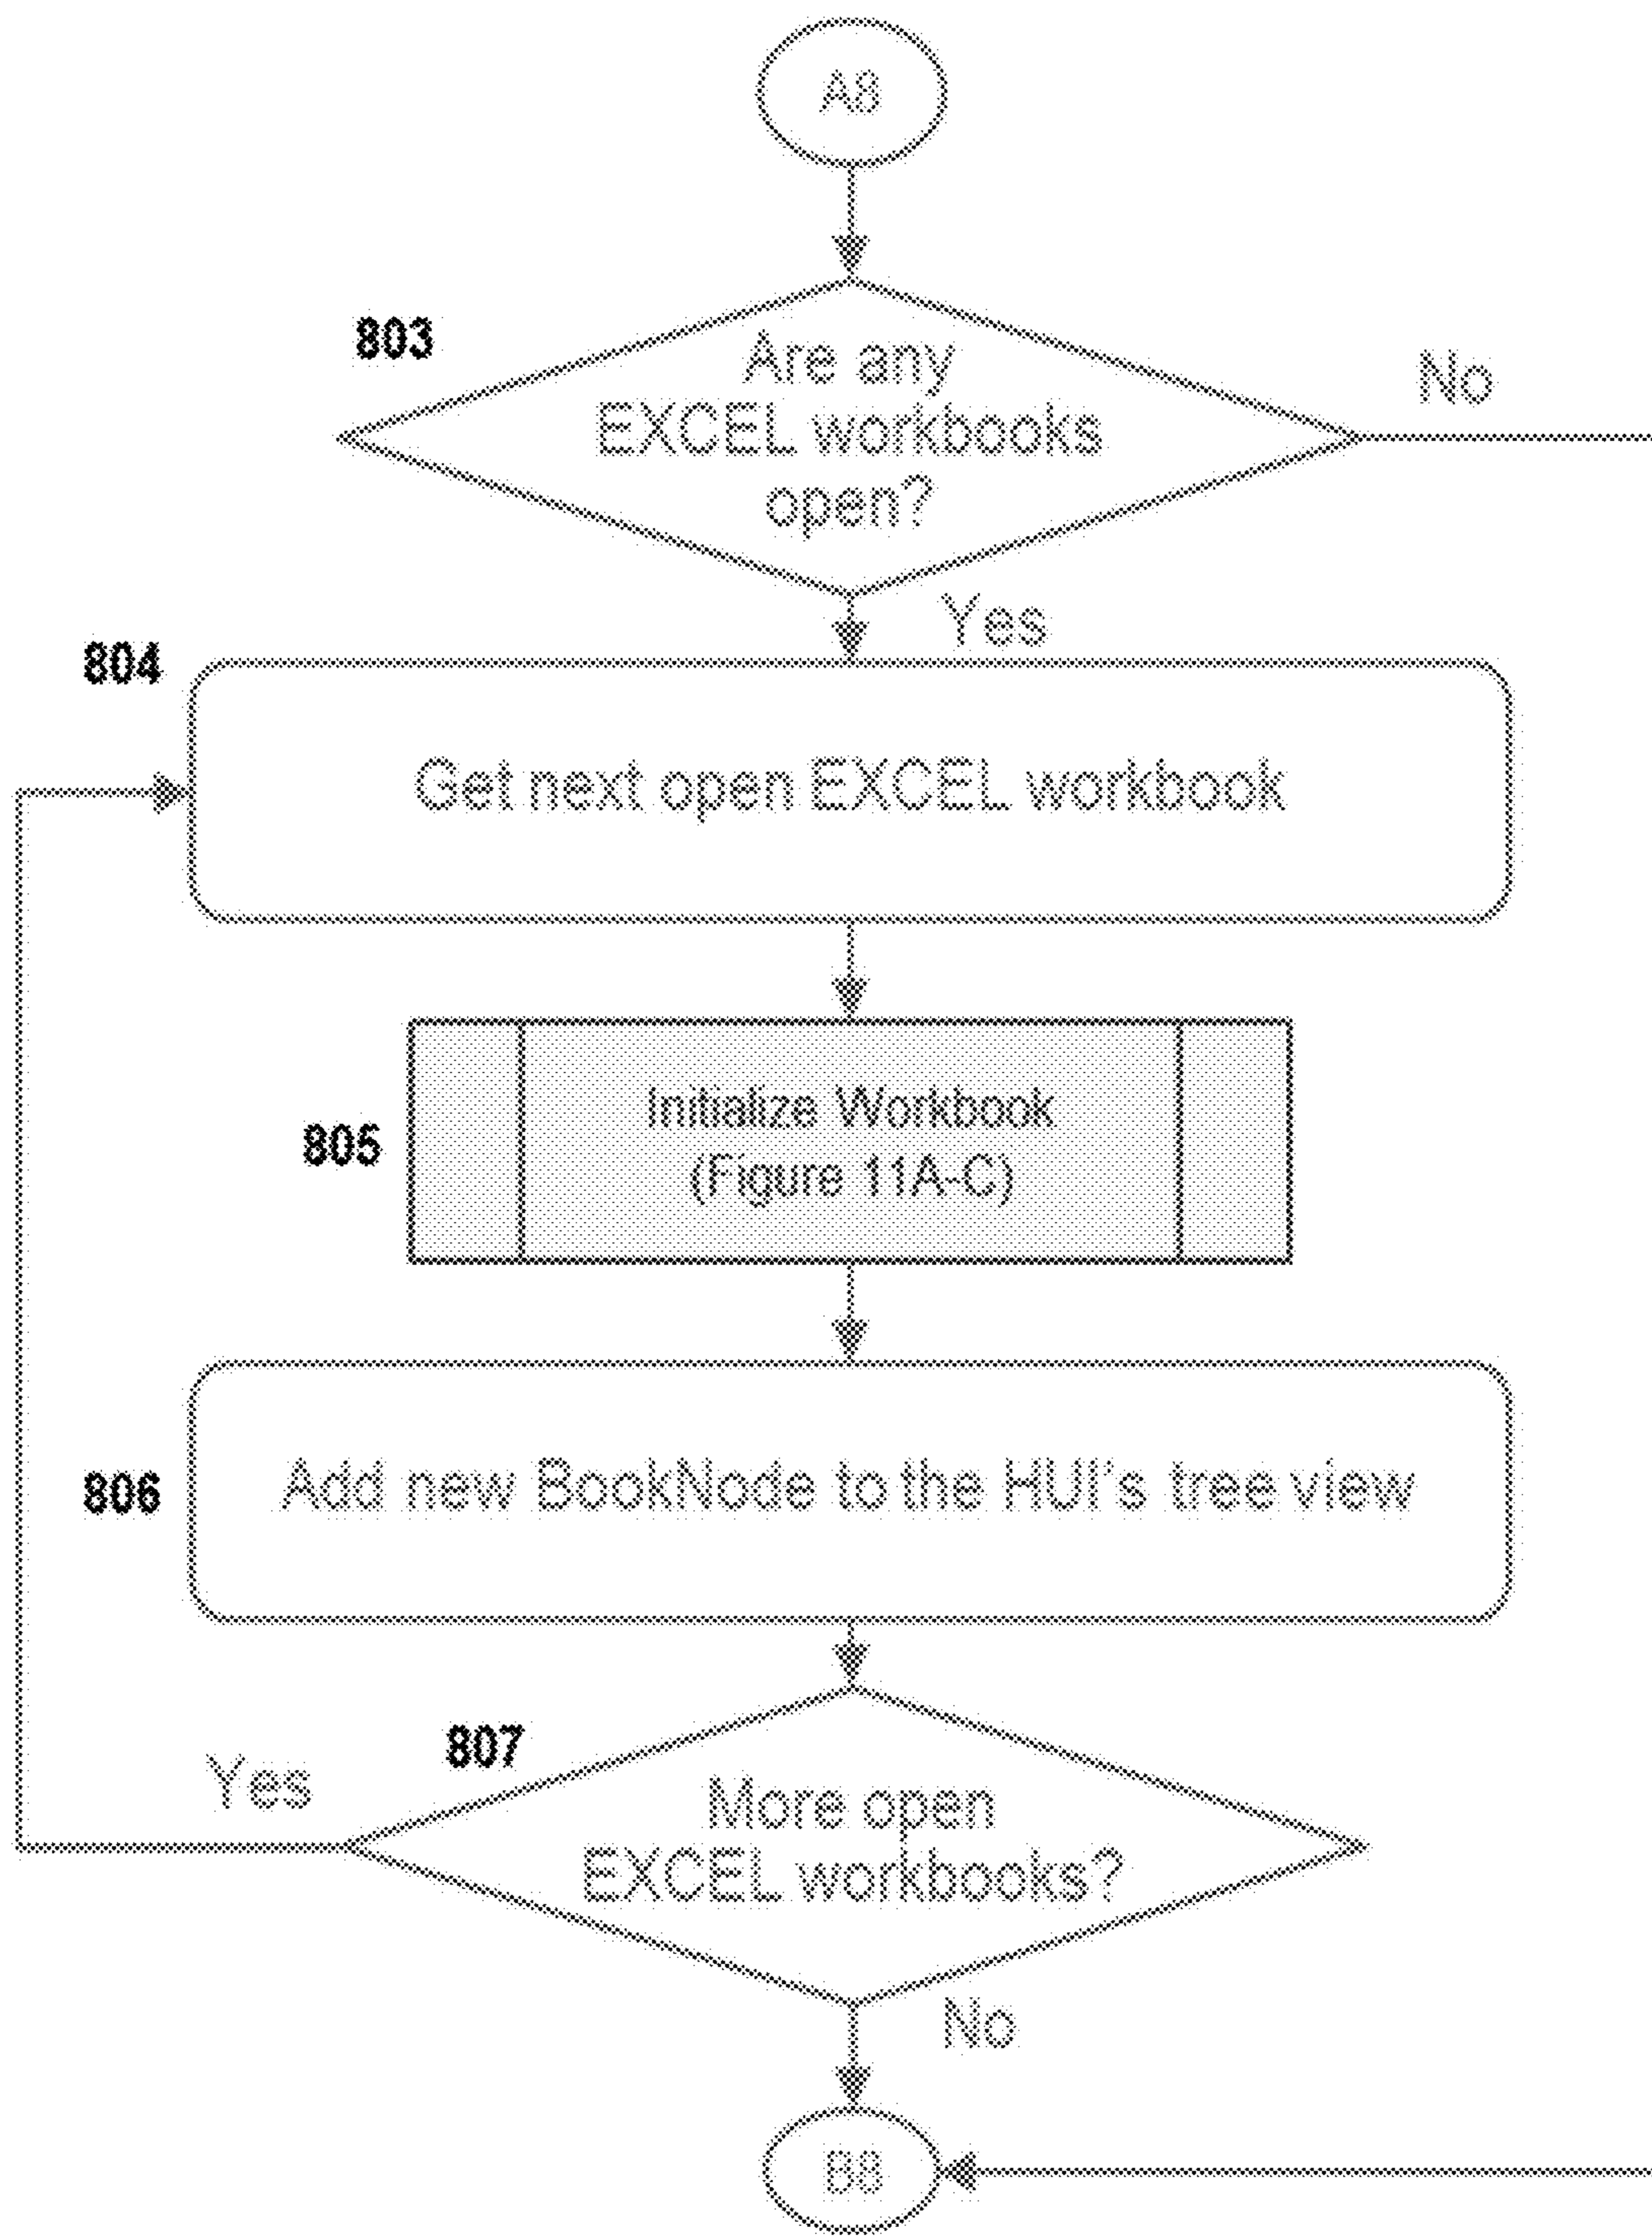 A8
803
Are any
EXCEL workbooks
open?
No
Yes
804
Get next open EXCEL workbook
805
Initialize Workbook
(Figure 11A-C)
806
Add new BookNode to the HUI's tree view
807
More open
EXCEL workbooks?
Yes
No
B8